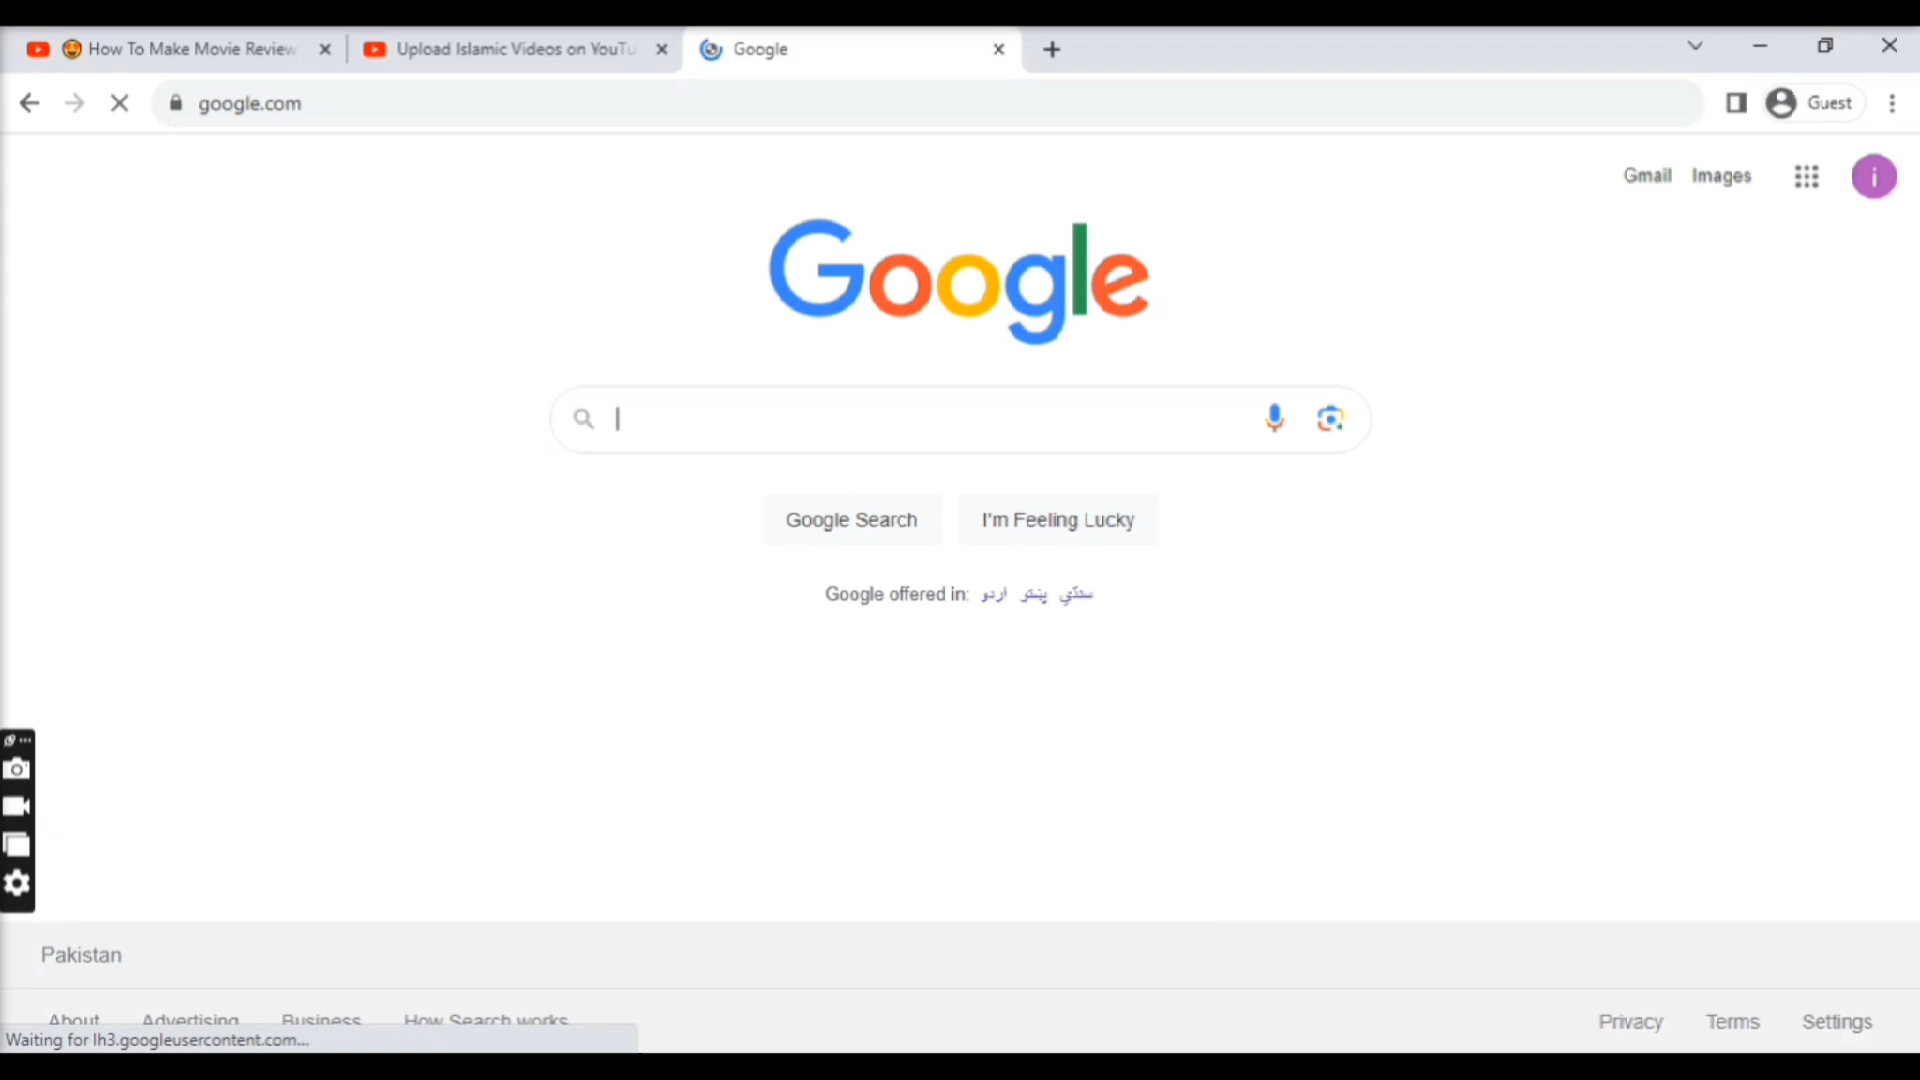 How To Make Movie Review
Upload Islamic Videos on YouTu
Google
google.com
Guest
Gmail Images
i
Google
Google Search I'm Feeling Lucky
Google offered in: اردو پښتو سنڌي
Pakistan
About Advertising Business How Search works
Privacy Terms Settings
Waiting for lh3.googleusercontent.com...